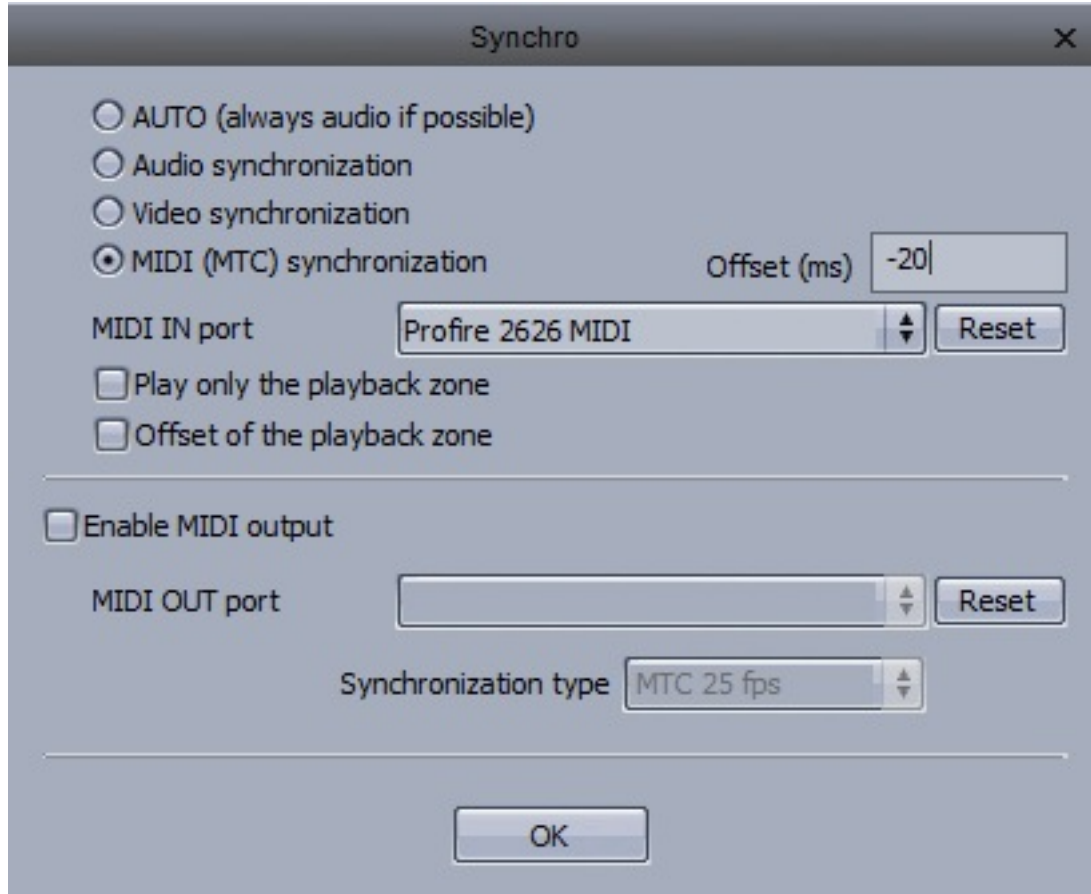 Synchro
AUTO (always audio if possible)
Audio synchronization
Video synchronization
MIDI (MTC) synchronization Offset (ms) -20
MIDI IN port Profire 2626 MIDI Reset
Play only the playback zone
Offset of the playback zone
Enable MIDI output
MIDI OUT port Reset
Synchronization type MTC 25 fps
OK